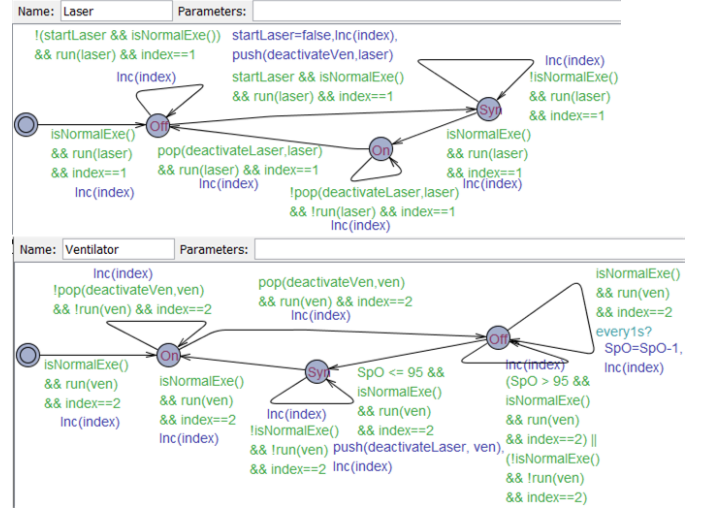 Name: Laser Parameters:
!(startLaser && isNormalExe())
&& run(laser) && index==1
Inc(index)
startLaser=false,Inc(index),
push(deactivateVen,laser)
startLaser && isNormalExe()
&& run(laser) && index==1
Inc(index)
!isNormalExe()
&& run(laser)
&& index==1
Off
Syn
On
isNormalExe()
&& run(laser)
&& index==1
Inc(index)
pop(deactivateLaser,laser)
&& run(laser) && index==1
Inc(index)
isNormalExe()
&& run(laser)
&& index==1
Inc(index)
!pop(deactivateLaser,laser)
&& !run(laser) && index==1
Inc(index)
Name: Ventilator Parameters:
Inc(index)
!pop(deactivateVen,ven)
&& !run(ven) && index==2
pop(deactivateVen,ven)
&& run(ven) && index==2
Inc(index)
isNormalExe()
&& run(ven)
&& index==2
every1s?
SpO=SpO-1,
Inc(index)
On
Syn
Off
isNormalExe()
&& run(ven)
&& index==2
Inc(index)
isNormalExe()
&& run(ven)
&& index==2
Inc(index)
Inc(index)
!isNormalExe()
&& !run(ven)
&& index==2
SpO <= 95 &&
isNormalExe()
&& run(ven)
&& index==2
push(deactivateLaser, ven),
Inc(index)
Inc(index)
(SpO > 95 &&
isNormalExe()
&& run(ven)
&& index==2) ||
(!isNormalExe()
&& !run(ven)
&& index==2)